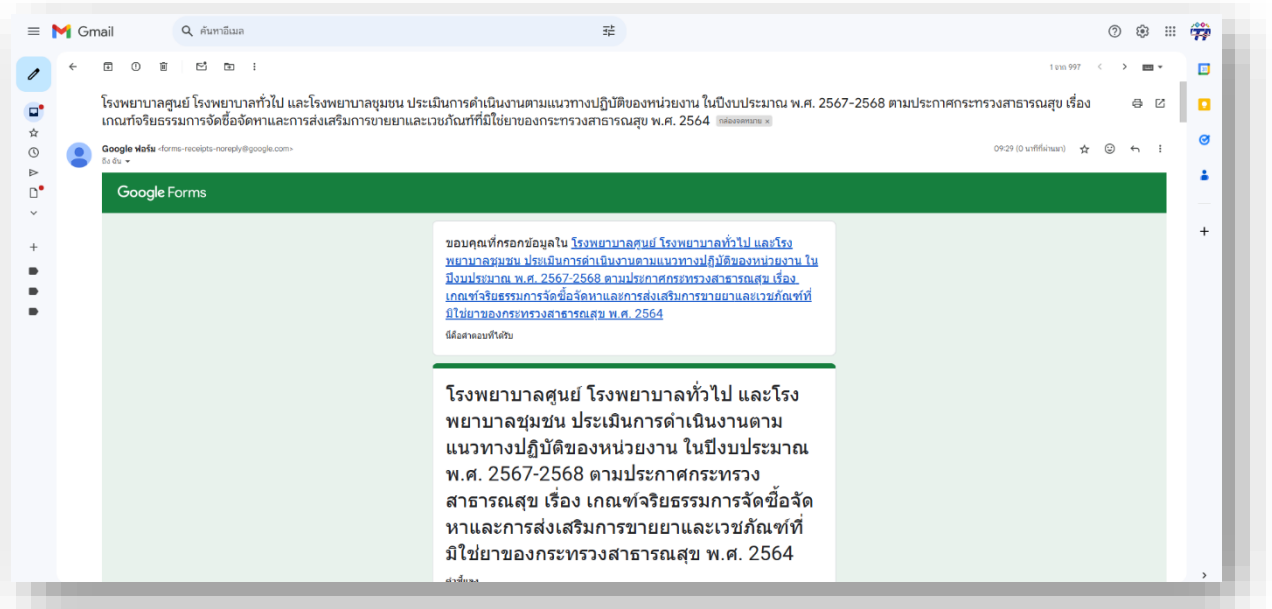 Gmail
ค้นหาอีเมล
1 จาก 997
โรงพยาบาลศูนย์ โรงพยาบาลทั่วไป และโรงพยาบาลชุมชน ประเมินการดำเนินงานตามแนวทางปฏิบัติของหน่วยงาน ในปีงบประมาณ พ.ศ. 2567-2568 ตามประกาศกระทรวงสาธารณสุข เรื่อง
เกณฑ์จริยธรรมการจัดซื้อจัดหาและการส่งเสริมการขายยาและเวชภัณฑ์ที่มิใช่ยาของกระทรวงสาธารณสุข พ.ศ. 2564 กล่องจดหมาย ×
Google ฟอร์ม <forms-receipts-noreply@google.com>
09:29 (0 นาทีที่ผ่านมา)
ถึง ฉัน
Google Forms
ขอบคุณที่กรอกข้อมูลใน โรงพยาบาลศูนย์ โรงพยาบาลทั่วไป และโรง
พยาบาลชุมชน ประเมินการดำเนินงานตามแนวทางปฏิบัติของหน่วยงาน ใน
ปีงบประมาณ พ.ศ. 2567-2568 ตามประกาศกระทรวงสาธารณสุข เรื่อง
เกณฑ์จริยธรรมการจัดซื้อจัดหาและการส่งเสริมการขายยาและเวชภัณฑ์ที่
มิใช่ยาของกระทรวงสาธารณสุข พ.ศ. 2564
นี่คือคำตอบที่ได้รับ
โรงพยาบาลศูนย์ โรงพยาบาลทั่วไป และโรง
พยาบาลชุมชน ประเมินการดำเนินงานตาม
แนวทางปฏิบัติของหน่วยงาน ในปีงบประมาณ
พ.ศ. 2567-2568 ตามประกาศกระทรวง
สาธารณสุข เรื่อง เกณฑ์จริยธรรมการจัดซื้อจัด
หาและการส่งเสริมการขายยาและเวชภัณฑ์ที่
มิใช่ยาของกระทรวงสาธารณสุข พ.ศ. 2564